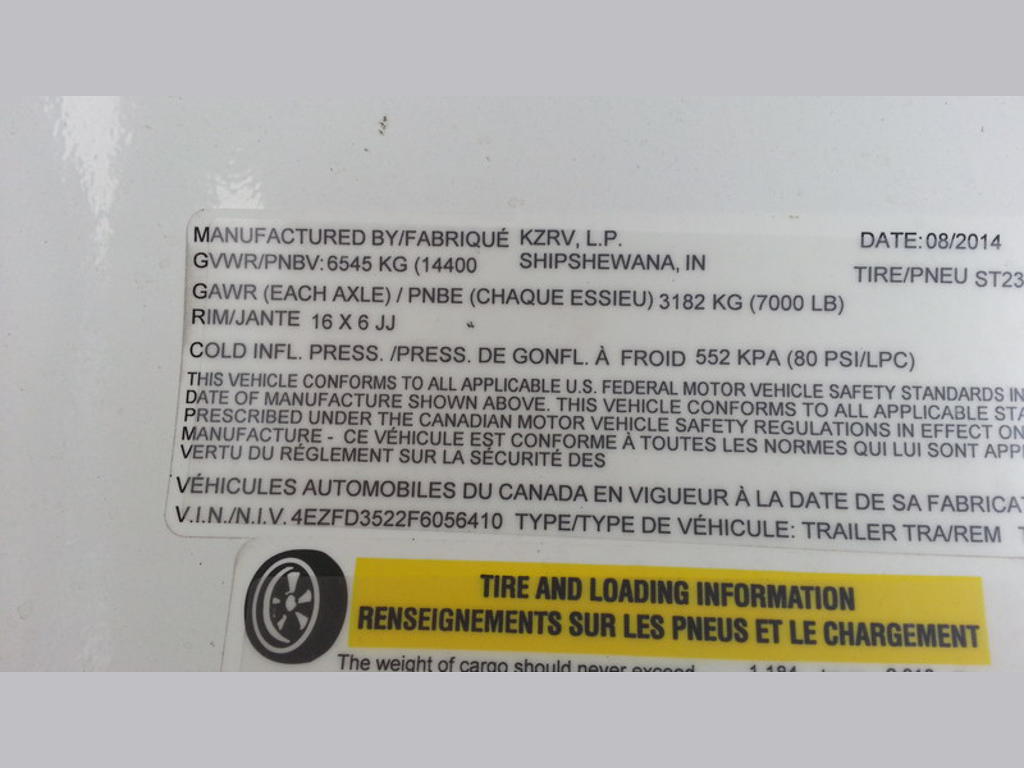 MANUFACTURED BY/FABRIQUÉ KZRV, L.P. DATE: 08/2014
GVWR/PNBV: 6545 KG (14400 SHIPSHEWANA, IN TIRE/PNEU ST23
GAWR (EACH AXLE) / PNBE (CHAQUE ESSIEU) 3182 KG (7000 LB)
RIM/JANTE 16 X 6 JJ
COLD INFL. PRESS. /PRESS. DE GONFL. À FROID 552 KPA (80 PSI/LPC)
THIS VEHICLE CONFORMS TO ALL APPLICABLE U.S. FEDERAL MOTOR VEHICLE SAFETY STANDARDS IN
DATE OF MANUFACTURE SHOWN ABOVE. THIS VEHICLE CONFORMS TO ALL APPLICABLE STA
PRESCRIBED UNDER THE CANADIAN MOTOR VEHICLE SAFETY REGULATIONS IN EFFECT ON
MANUFACTURE - CE VÉHICULE EST CONFORME À TOUTES LES NORMES QUI LUI SONT APPL
VERTU DU RÉGLEMENT SUR LA SÉCURITÉ DES
VÉHICULES AUTOMOBILES DU CANADA EN VIGUEUR À LA DATE DE SA FABRICAT
V.I.N./N.I.V. 4EZFD3522F6056410 TYPE/TYPE DE VÉHICULE: TRAILER TRA/REM
TIRE AND LOADING INFORMATION
RENSEIGNEMENTS SUR LES PNEUS ET LE CHARGEMENT
The weight of cargo should never exceed